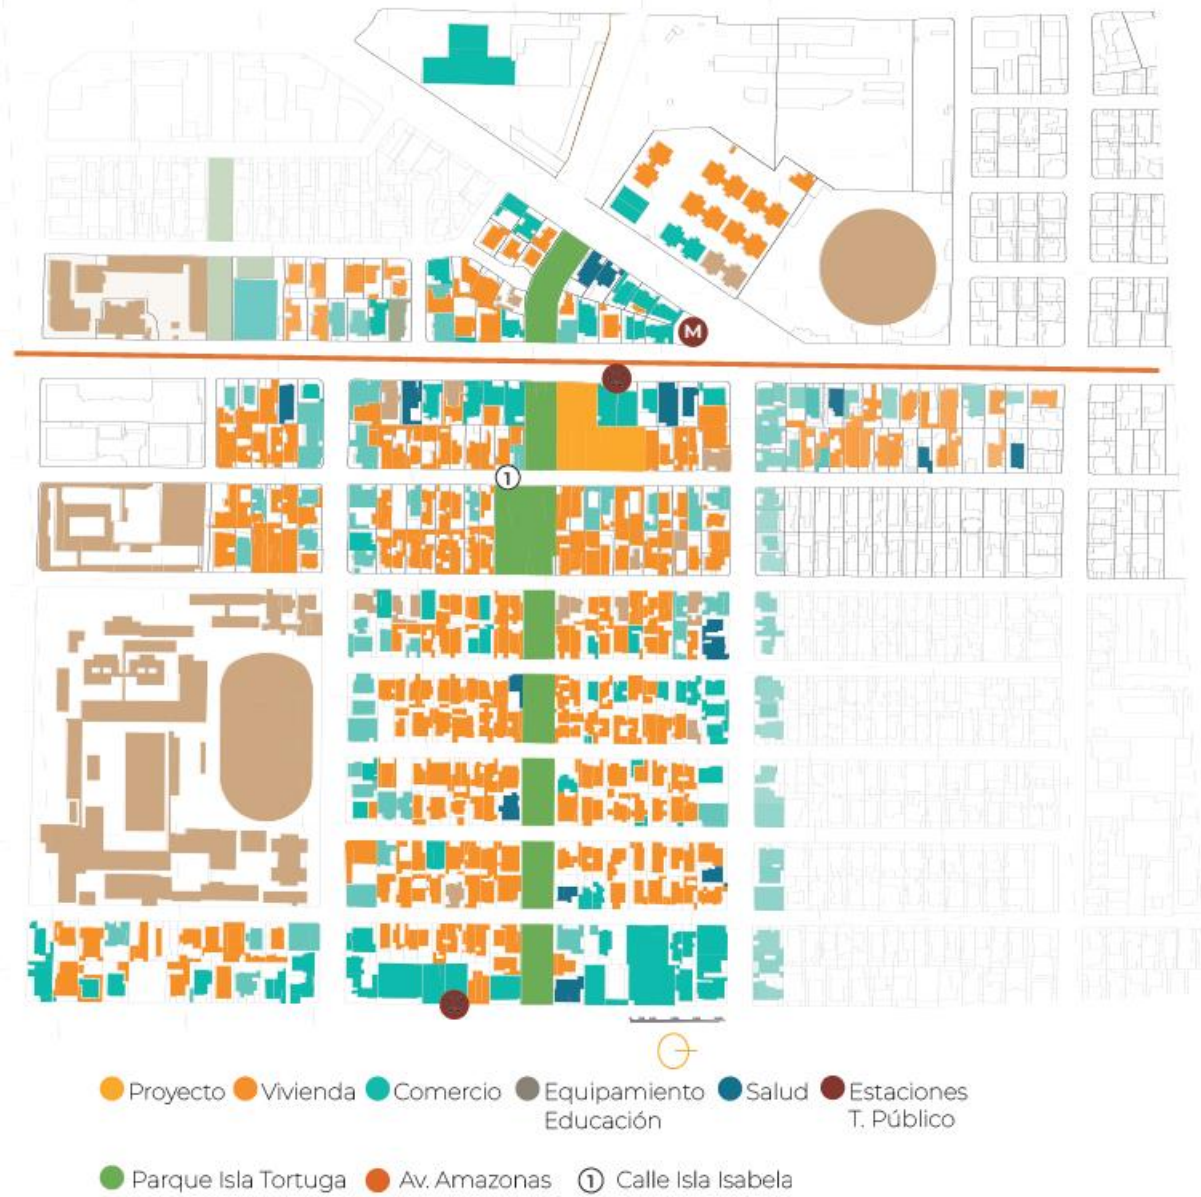 M
1
Proyecto Vivienda Comercio Equipamiento Educación Salud Estaciones T. Público
Parque Isla Tortuga Av. Amazonas 1 Calle Isla Isabela